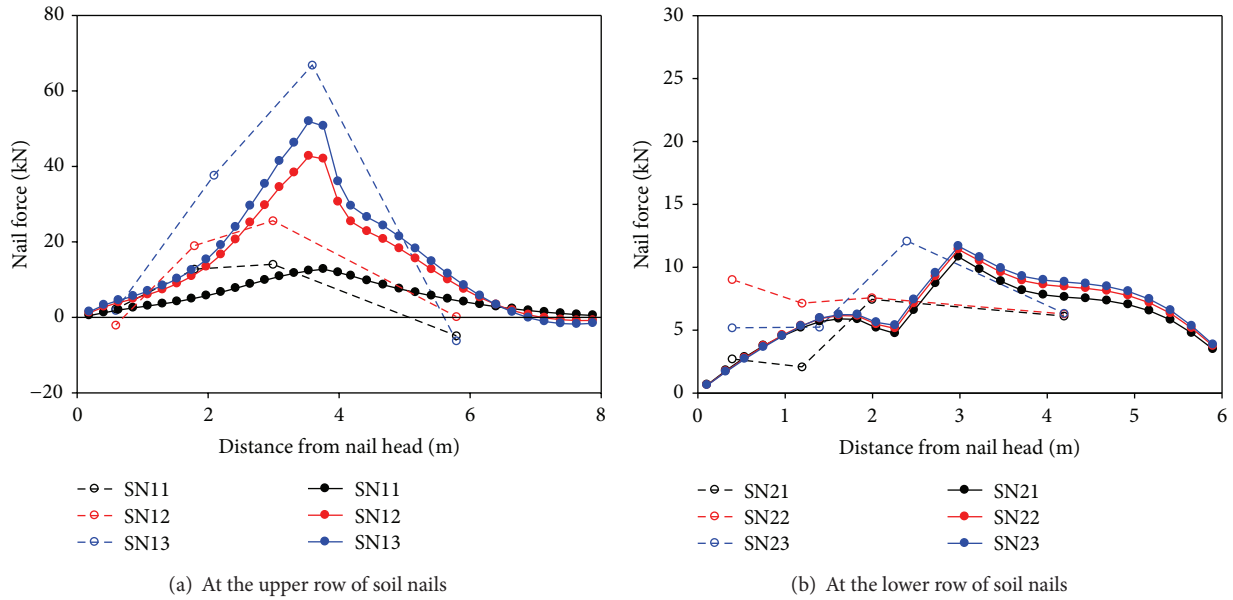 80
60
40
20
0
−20
Nail force (kN)
0 2 4 6 8
Distance from nail head (m)
SN11 SN11
SN12 SN12
SN13 SN13
(a) At the upper row of soil nails
30
25
20
15
10
5
0
Nail force (kN)
0 1 2 3 4 5 6
Distance from nail head (m)
SN21 SN21
SN22 SN22
SN23 SN23
(b) At the lower row of soil nails